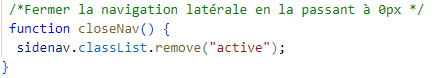 /*Fermer la navigation latérale en la passant à 0px */
function closeNav() {
sidenav.classList.remove("active");
}